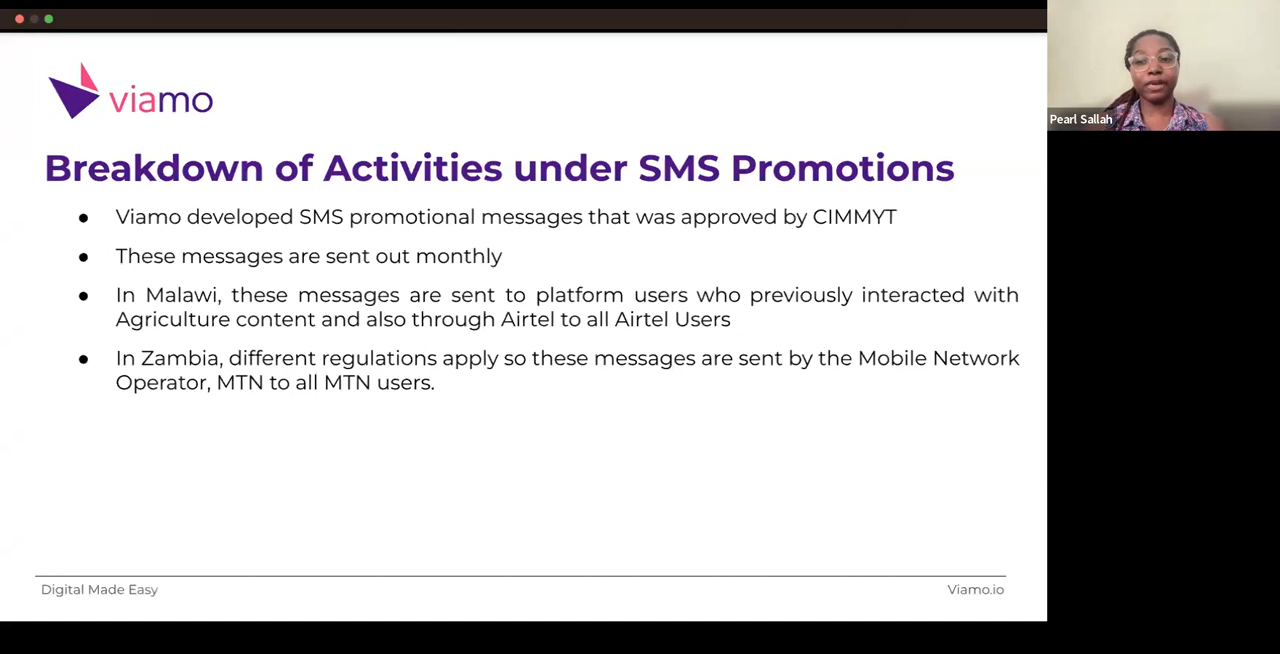 viamo
Pearl Sallah
Breakdown of Activities under SMS Promotions
● Viamo developed SMS promotional messages that was approved by CIMMYT
● These messages are sent out monthly
● In Malawi, these messages are sent to platform users who previously interacted with
Agriculture content and also through Airtel to all Airtel Users
● In Zambia, different regulations apply so these messages are sent by the Mobile Network
Operator, MTN to all MTN users.
Digital Made Easy
Viamo.io